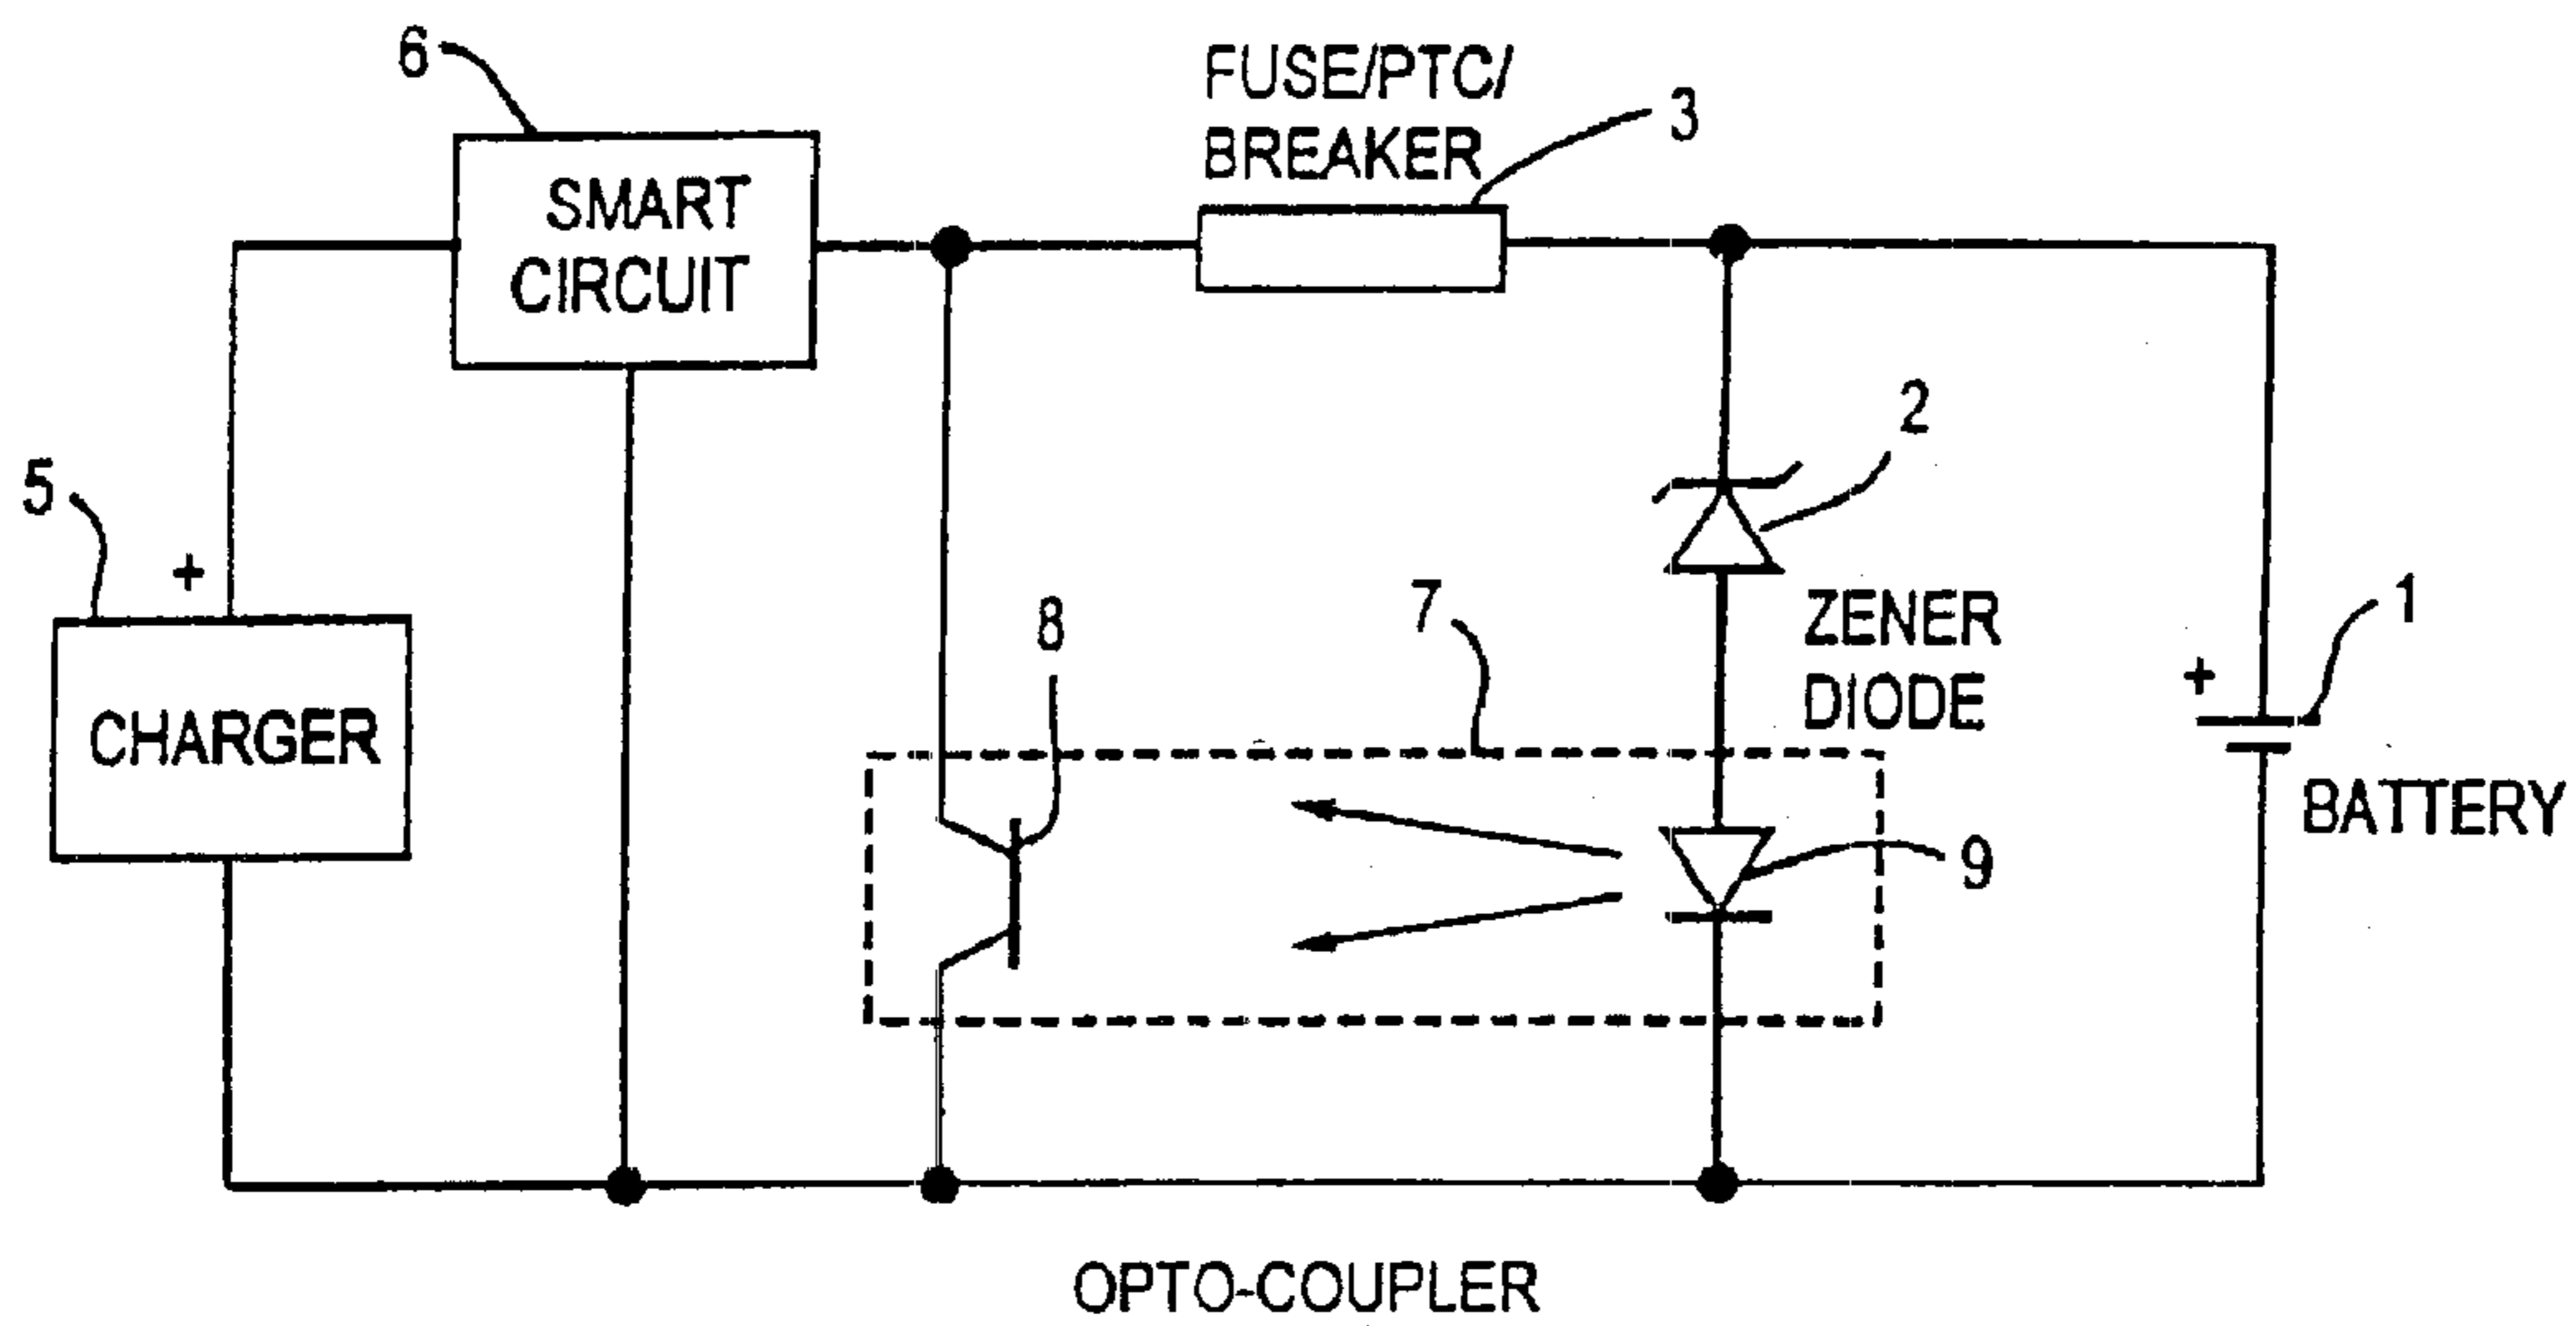 6
FUSE/PTC/
BREAKER
3
SMART
CIRCUIT
2
5
+
CHARGER
8
7
ZENER
DIODE
+
1
BATTERY
9
OPTO-COUPLER